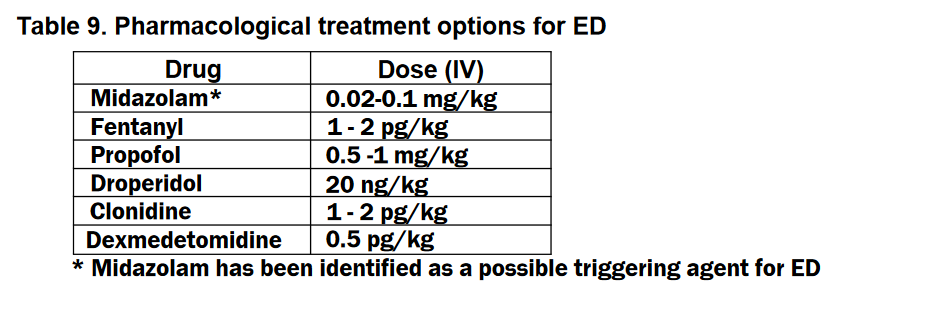 Table 9. Pharmacological treatment options for ED
Drug Dose (IV)
Midazolam* 0.02-0.1 mg/kg
Fentanyl 1 - 2 pg/kg
Propofol 0.5 -1 mg/kg
Droperidol 20 ng/kg
Clonidine 1 - 2 pg/kg
Dexmedetomidine 0.5 pg/kg
* Midazolam has been identified as a possible triggering agent for ED